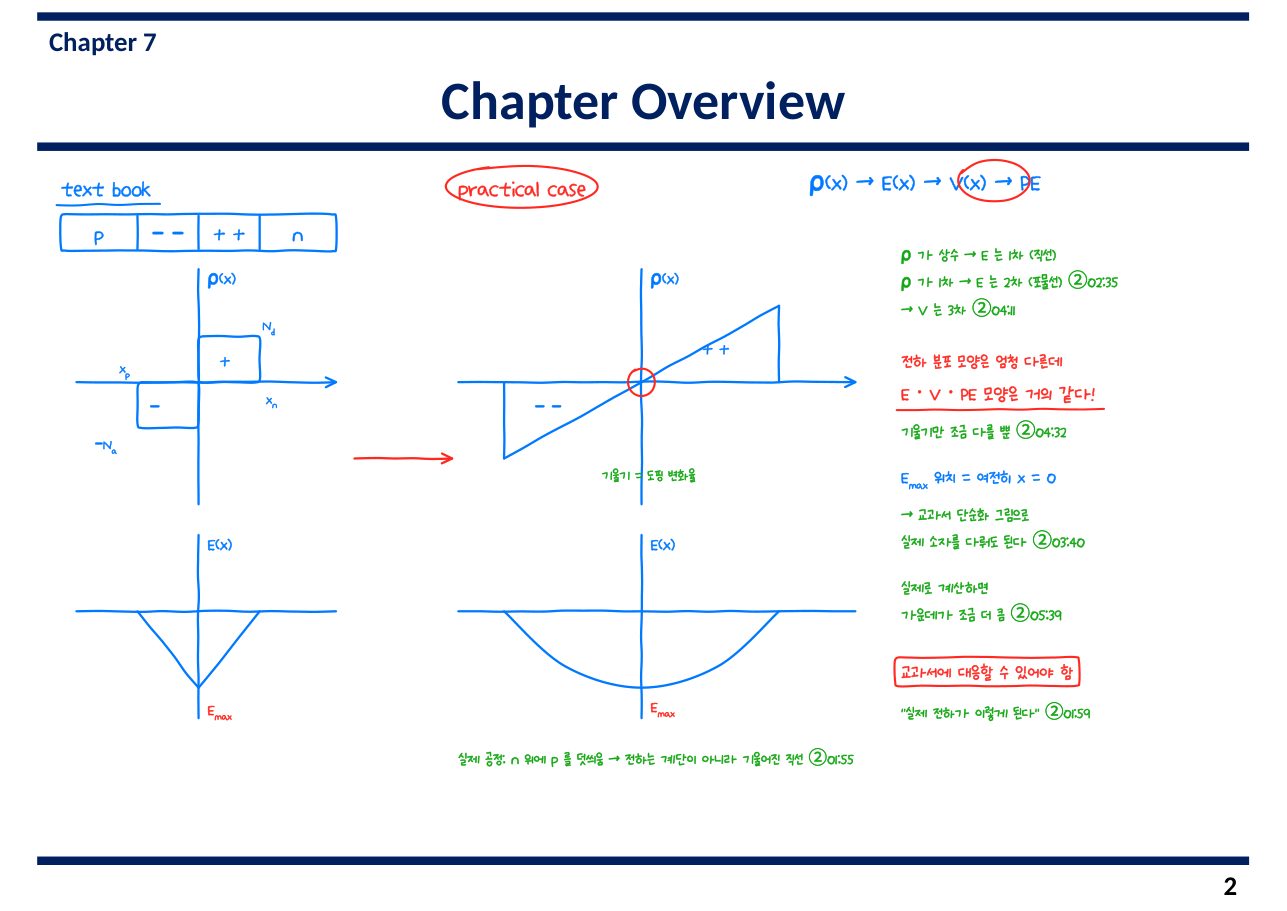 Chapter 7
Chapter Overview
text book
p
– –
+ +
n
ρ(x)
N_d
+
x_p
x_n
–
–N_a
E(x)
E_max
practical case
ρ(x)
+ +
– –
기울기 = 도핑 변화율
E(x)
E_max
실제 공정: n 위에 p 를 덧씌움 → 전하는 계단이 아니라 기울어진 직선 ②01:55
ρ(x) → E(x) → V(x) → PE
ρ 가 상수 → E 는 1차 (직선)
ρ 가 1차 → E 는 2차 (포물선) ②02:35
→ V 는 3차 ②04:11
전하 분포 모양은 엄청 다른데
E · V · PE 모양은 거의 같다!
기울기만 조금 다를 뿐 ②04:32
E_max 위치 = 여전히 x = 0
→ 교과서 단순화 그림으로
실제 소자를 다뤄도 된다 ②03:40
실제로 계산하면
가운데가 조금 더 큼 ②05:39
교과서에 대응할 수 있어야 함
"실제 전하가 이렇게 된다" ②01:59
2